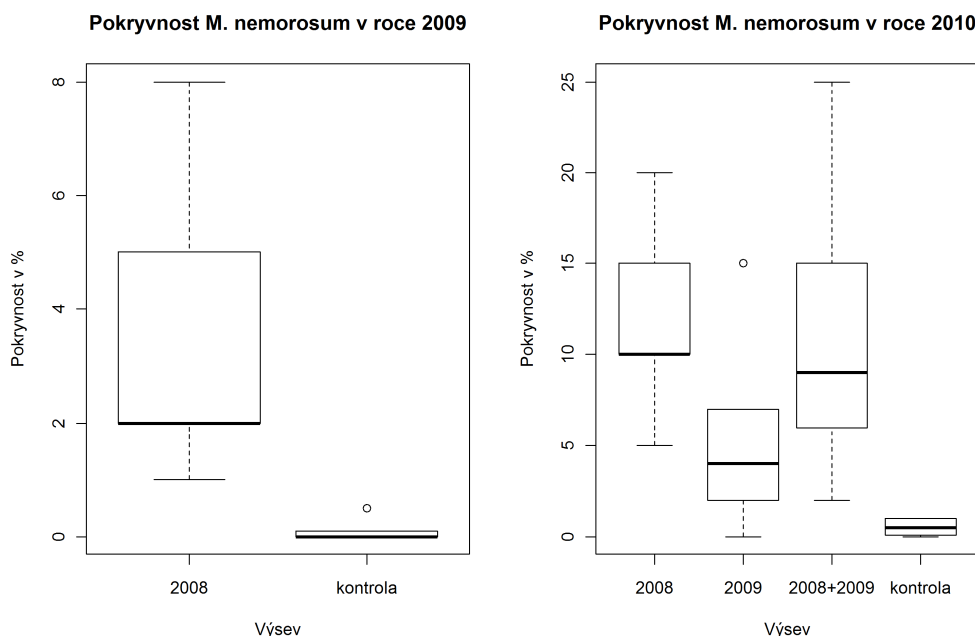 Pokryvnost M. nemorosum v roce 2009
Pokryvnost v %
8
6
4
2
0
2008 kontrola
Výsev
Pokryvnost M. nemorosum v roce 2010
Pokryvnost v %
25
20
15
10
5
0
2008 2009 2008+2009 kontrola
Výsev